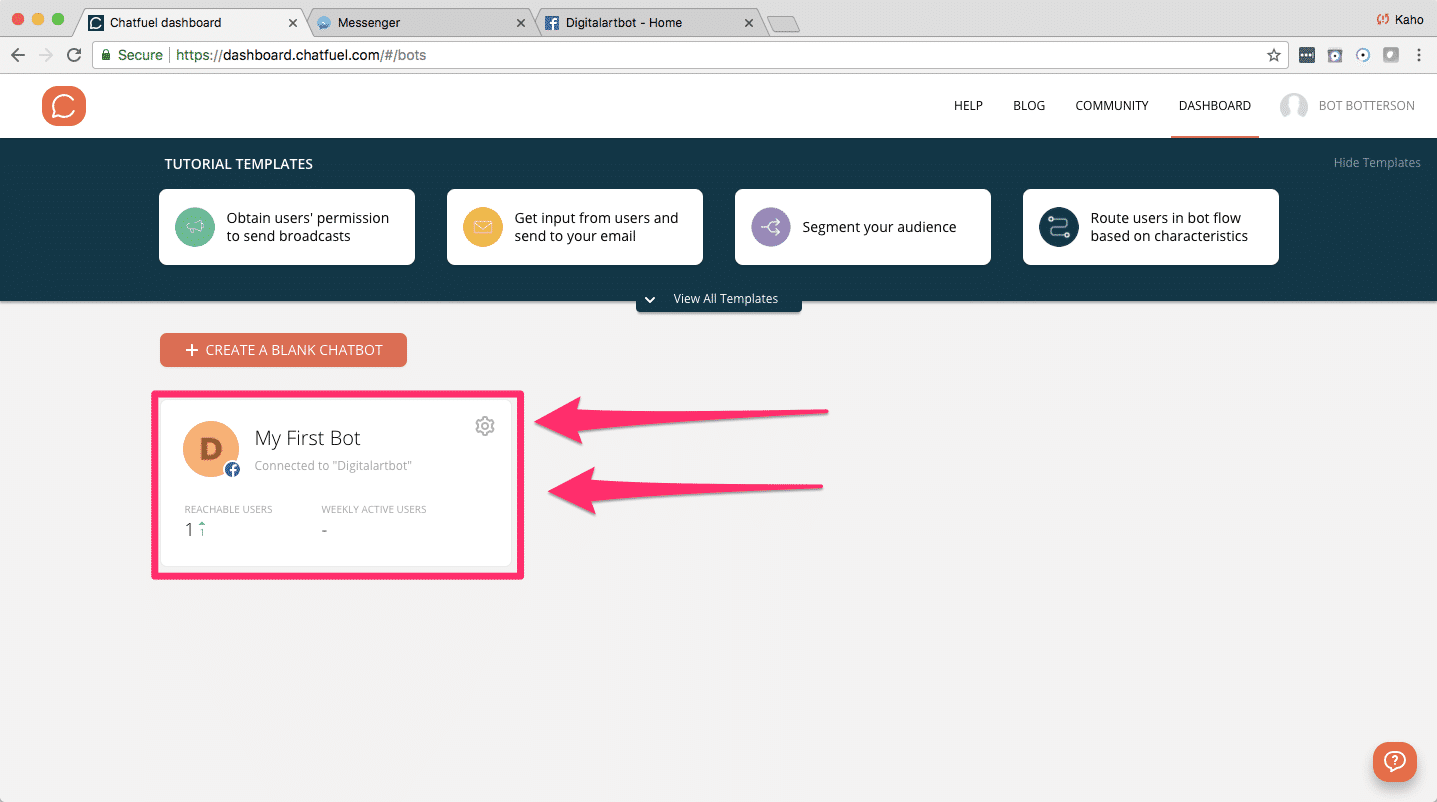 Chatfuel dashboard
Messenger
Digitalartbot - Home
Kaho
Secure
https://dashboard.chatfuel.com/#/bots
HELP
BLOG
COMMUNITY
DASHBOARD
BOT BOTTERSON
TUTORIAL TEMPLATES
Hide Templates
Obtain users' permission
to send broadcasts
Get input from users and
send to your email
Segment your audience
Route users in bot flow
based on characteristics
View All Templates
+ CREATE A BLANK CHATBOT
D
My First Bot
Connected to "Digitalartbot"
REACHABLE USERS
WEEKLY ACTIVE USERS
1
1
-